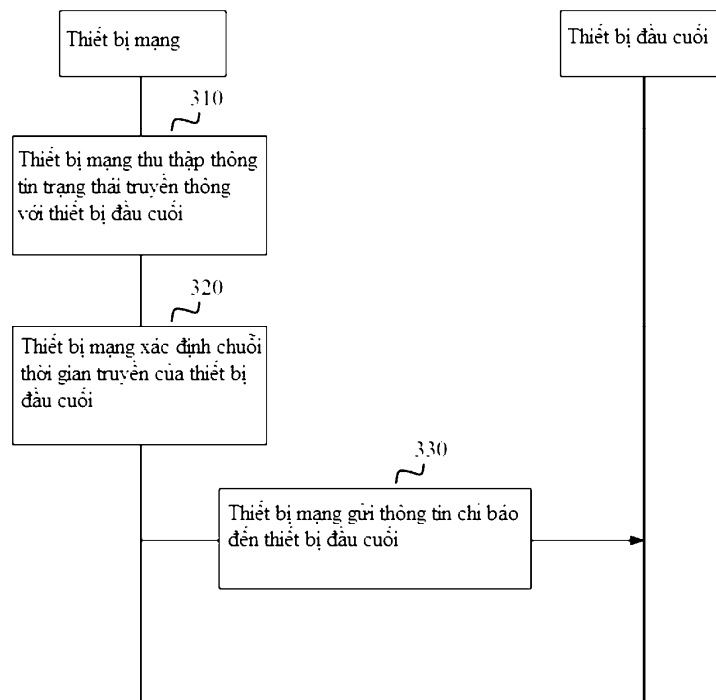 Thiết bị mạng
Thiết bị đầu cuối
310
Thiết bị mạng thu thập thông
tin trạng thái truyền thông
với thiết bị đầu cuối
320
Thiết bị mạng xác định chuỗi
thời gian truyền của thiết bị
đầu cuối
330
Thiết bị mạng gửi thông tin chỉ báo
đến thiết bị đầu cuối